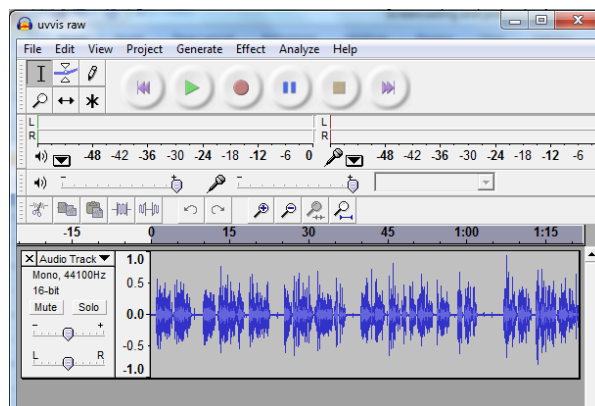 uvvis raw
File Edit View Project Generate Effect Analyze Help
L
R
L
R
-48 -42 -36 -30 -24 -18 -12 -6 0
-48 -42 -36 -30 -24 -18 -12 -6
-15 0 15 30 45 1:00 1:15
Audio Track
Mono, 44100Hz
16-bit
Mute Solo
- +
L R
1.0
0.5
0.0
-0.5
-1.0